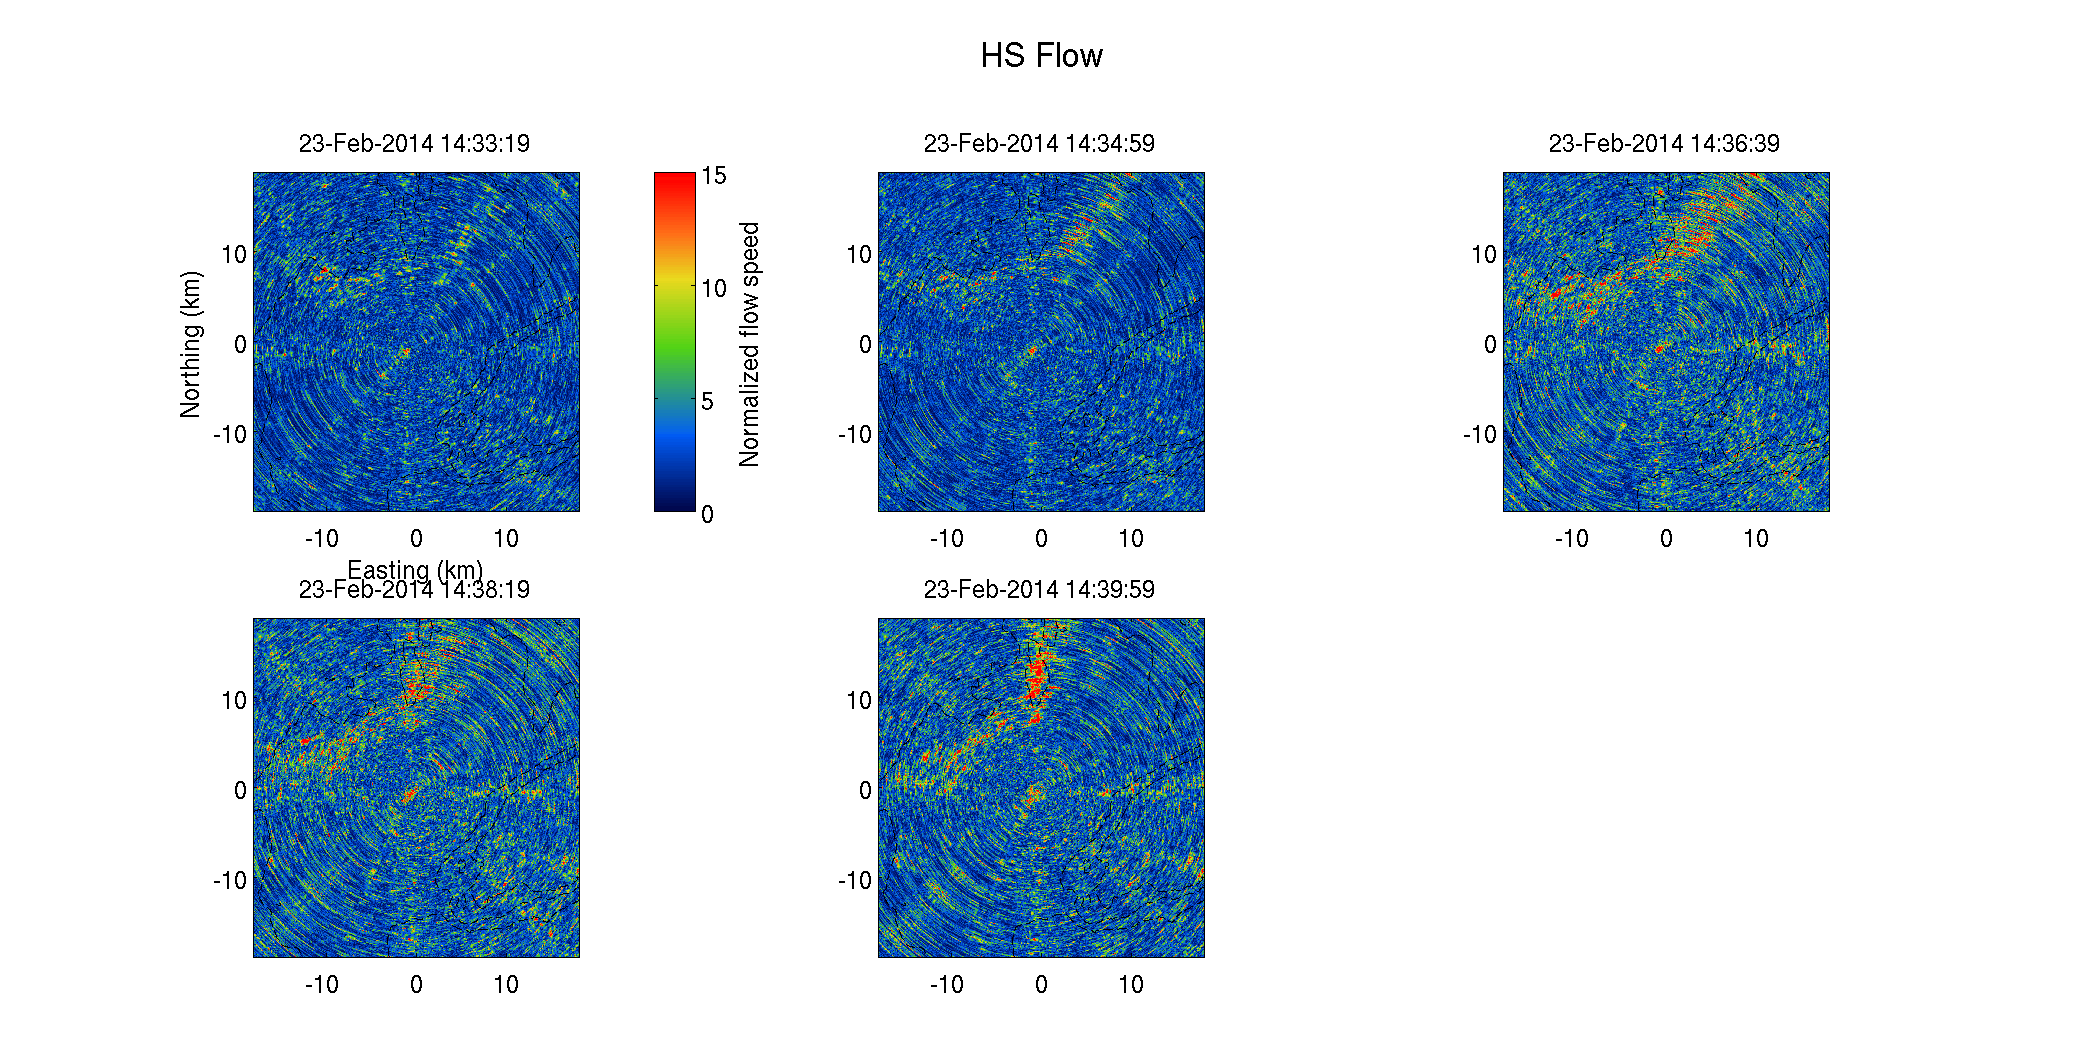 HS Flow
23-Feb-2014 14:33:19
23-Feb-2014 14:34:59
23-Feb-2014 14:36:39
Northing (km)
10
0
-10
-10 0 10
Easting (km)
15
10
5
0
Normalized flow speed
10
0
-10
-10 0 10
10
0
-10
-10 0 10
23-Feb-2014 14:38:19
23-Feb-2014 14:39:59
10
0
-10
-10 0 10
10
0
-10
-10 0 10